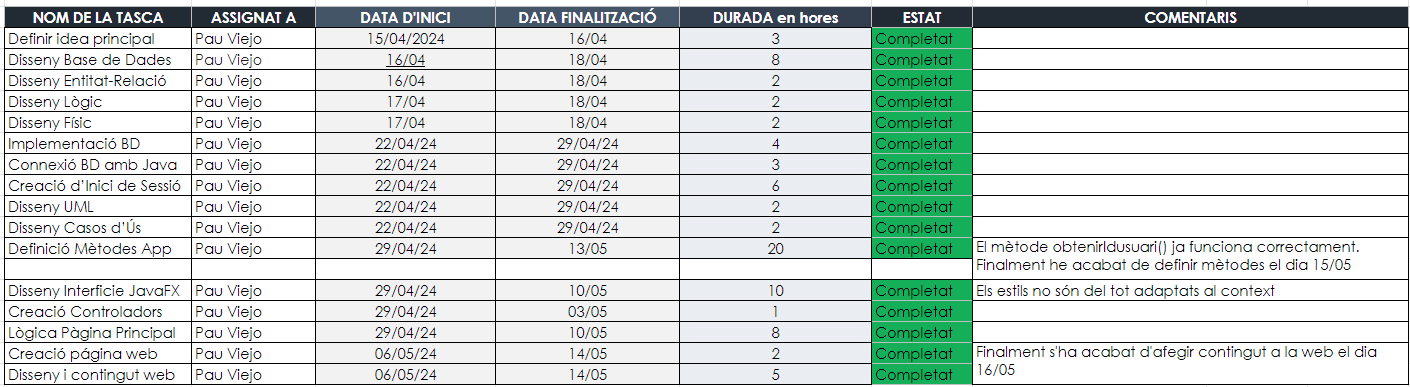 NOM DE LA TASCA ASSIGNAT A DATA D'INICI DATA FINALITZACIÓ DURADA en hores ESTAT COMENTARIS
Definir idea principal Pau Viejo 15/04/2024 16/04 3 Completat
Disseny Base de Dades Pau Viejo 16/04 18/04 8 Completat
Disseny Entitat-Relació Pau Viejo 16/04 18/04 2 Completat
Disseny Lògic Pau Viejo 17/04 18/04 2 Completat
Disseny Físic Pau Viejo 17/04 18/04 2 Completat
Implementació BD Pau Viejo 22/04/24 29/04/24 4 Completat
Connexió BD amb Java Pau Viejo 22/04/24 29/04/24 3 Completat
Creació d'Inici de Sessió Pau Viejo 22/04/24 29/04/24 6 Completat
Disseny UML Pau Viejo 22/04/24 29/04/24 2 Completat
Disseny Casos d'Ús Pau Viejo 22/04/24 29/04/24 2 Completat
Definició Mètodes App Pau Viejo 29/04/24 13/05 20 Completat El mètode obtenirIdusuari() ja funciona correctament.
Finalment he acabat de definir mètodes el dia 15/05
Disseny Interficie JavaFX Pau Viejo 29/04/24 10/05 10 Completat Els estils no són del tot adaptats al context
Creació Controladors Pau Viejo 29/04/24 03/05 1 Completat
Lògica Pàgina Principal Pau Viejo 29/04/24 10/05 8 Completat
Creació página web Pau Viejo 06/05/24 14/05 2 Completat Finalment s'ha acabat d'afegir contingut a la web el dia
16/05
Disseny i contingut web Pau Viejo 06/05/24 14/05 5 Completat